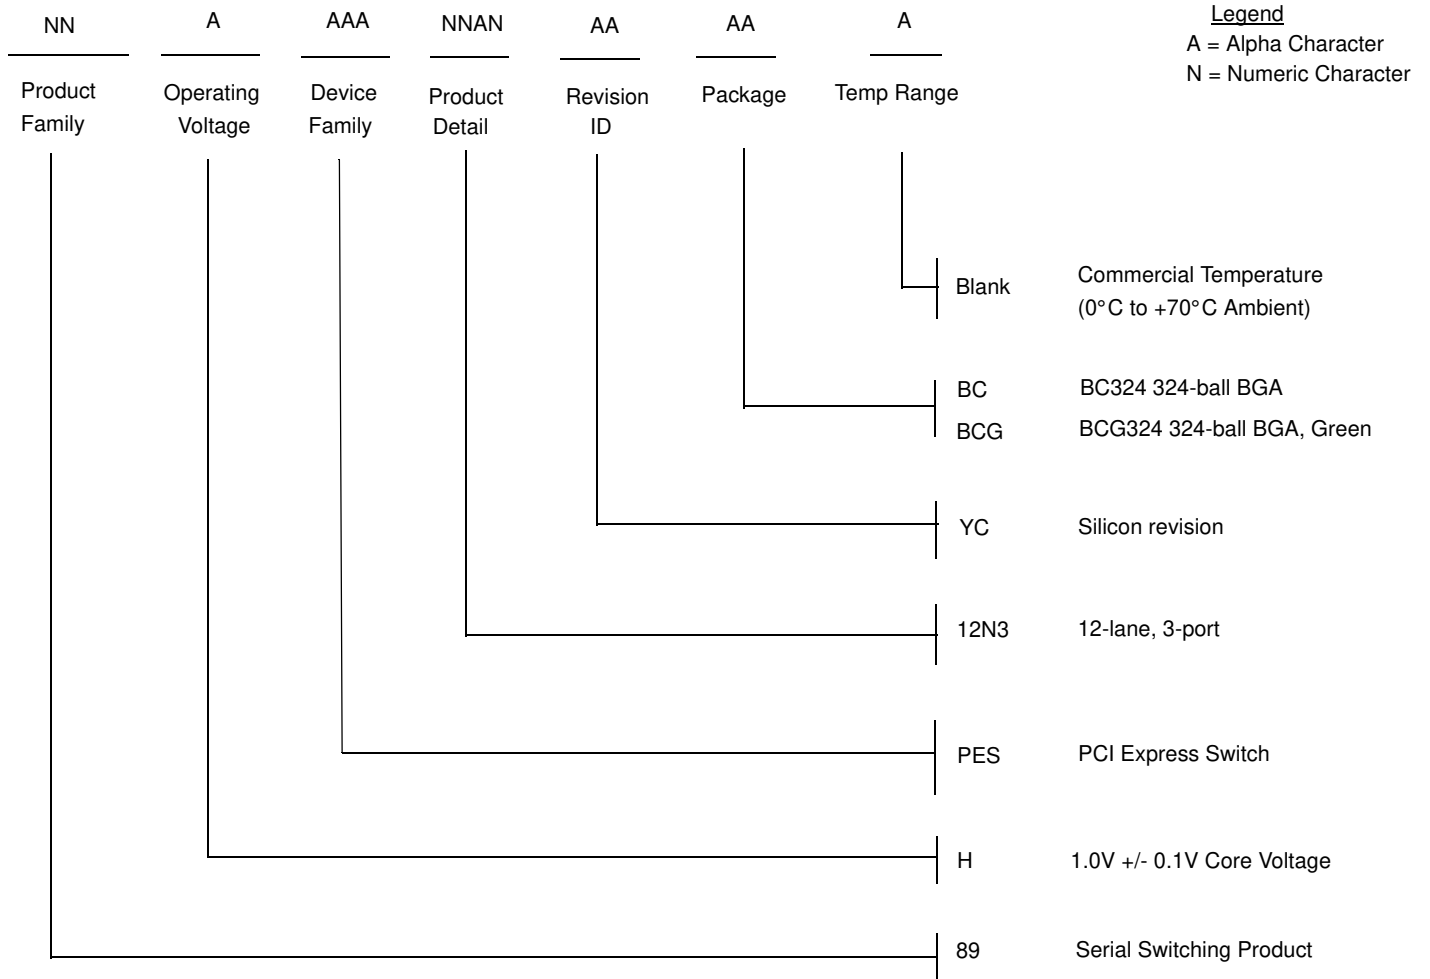 NN A AAA NNAN AA AA A
Product Family
Operating Voltage
Device Family
Product Detail
Revision ID
Package
Temp Range
Legend
A = Alpha Character
N = Numeric Character
Blank Commercial Temperature
(0°C to +70°C Ambient)
BC BC324 324-ball BGA
BCG BCG324 324-ball BGA, Green
YC Silicon revision
12N3 12-lane, 3-port
PES PCI Express Switch
H 1.0V +/- 0.1V Core Voltage
89 Serial Switching Product